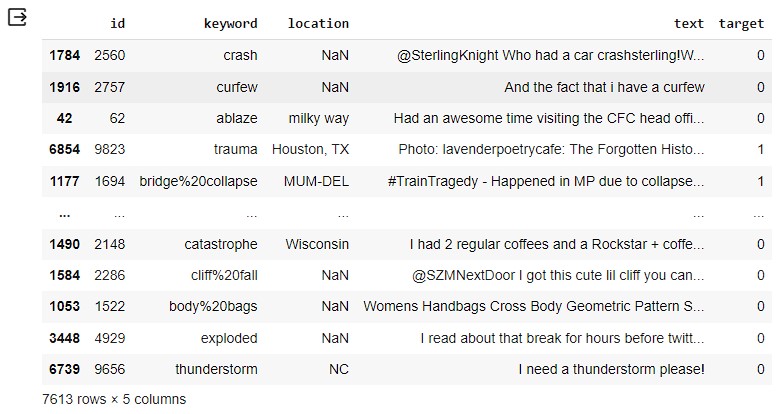 id keyword location text target
1784 2560 crash NaN @SterlingKnight Who had a car crashsterling!W... 0
1916 2757 curfew NaN And the fact that i have a curfew 0
42 62 ablaze milky way Had an awesome time visiting the CFC head offi... 0
6854 9823 trauma Houston, TX Photo: lavenderpoetrycafe: The Forgotten Histo... 1
1177 1694 bridge%20collapse MUM-DEL #TrainTragedy - Happened in MP due to collapse... 1
... ... ... ... ... ...
1490 2148 catastrophe Wisconsin I had 2 regular coffees and a Rockstar + coffe... 0
1584 2286 cliff%20fall NaN @SZMNextDoor I got this cute lil cliff you can... 0
1053 1522 body%20bags NaN Womens Handbags Cross Body Geometric Pattern S... 0
3448 4929 exploded NaN I read about that break for hours before twitt... 0
6739 9656 thunderstorm NC I need a thunderstorm please! 0
7613 rows × 5 columns